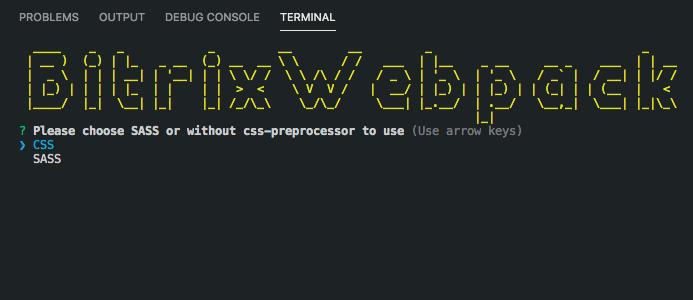 PROBLEMS OUTPUT DEBUG CONSOLE TERMINAL
BitrixWebpack
? Please choose SASS or without css-preprocessor to use (Use arrow keys)
❯ CSS
SASS